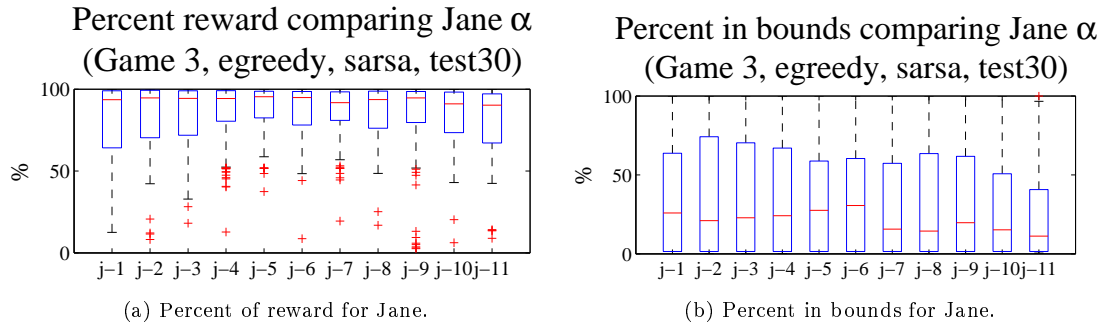 Percent reward comparing Jane α
(Game 3, egreedy, sarsa, test30)
100
50
0
%
j−1 j−2 j−3 j−4 j−5 j−6 j−7 j−8 j−9 j−10 j−11
(a) Percent of reward for Jane.
Percent in bounds comparing Jane α
(Game 3, egreedy, sarsa, test30)
100
50
0
%
j−1 j−2 j−3 j−4 j−5 j−6 j−7 j−8 j−9 j−10 j−11
(b) Percent in bounds for Jane.